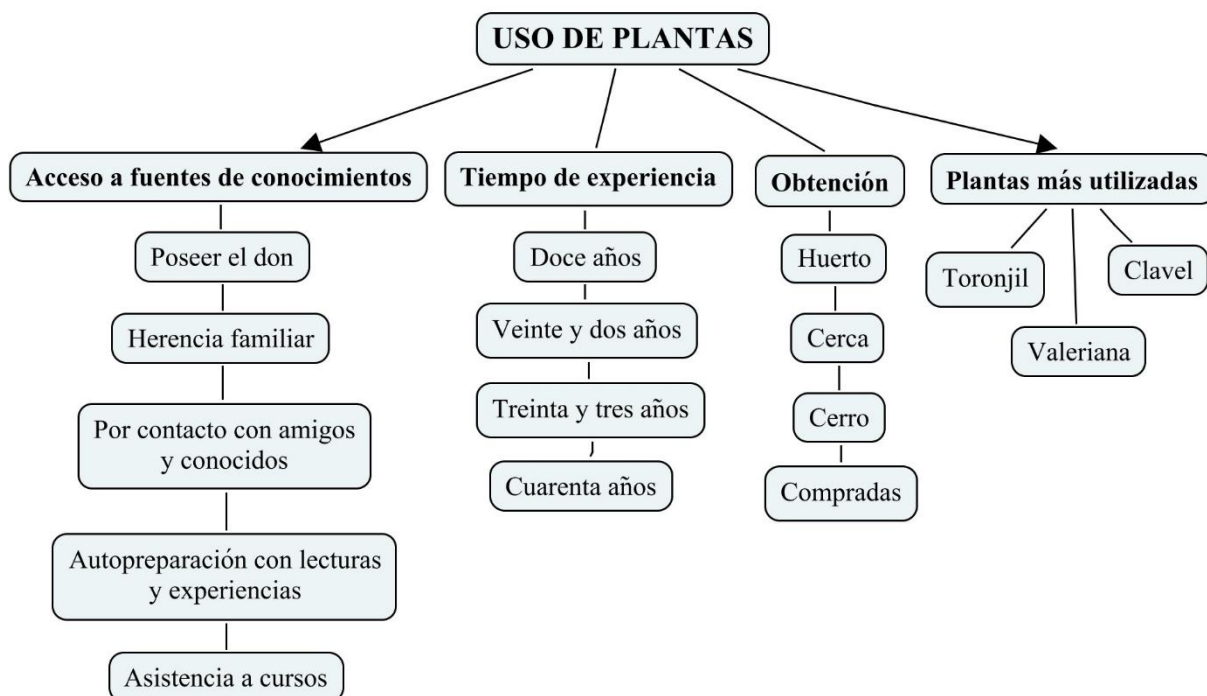 USO DE PLANTAS
Acceso a fuentes de conocimientos
Poseer el don
Herencia familiar
Por contacto con amigos
y conocidos
Autopreparación con lecturas
y experiencias
Asistencia a cursos
Tiempo de experiencia
Doce años
Veinte y dos años
Treinta y tres años
Cuarenta años
Obtención
Huerto
Cerca
Cerro
Compradas
Plantas más utilizadas
Toronjil
Valeriana
Clavel